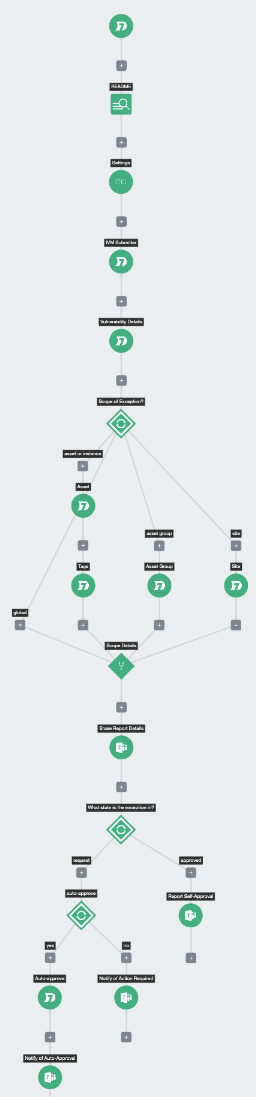 README
Settings
IVM Submitter
Vulnerability Details
Scope of Exception?
asset or instance
Asset
asset group
site
Tags
Asset Group
Site
global
Scope Details
Share Report Details
What state is the exception in?
request
approved
auto-approve
Report Self-Approval
yes
no
Auto-approve
Notify of Action Required
Notify of Auto-Approval